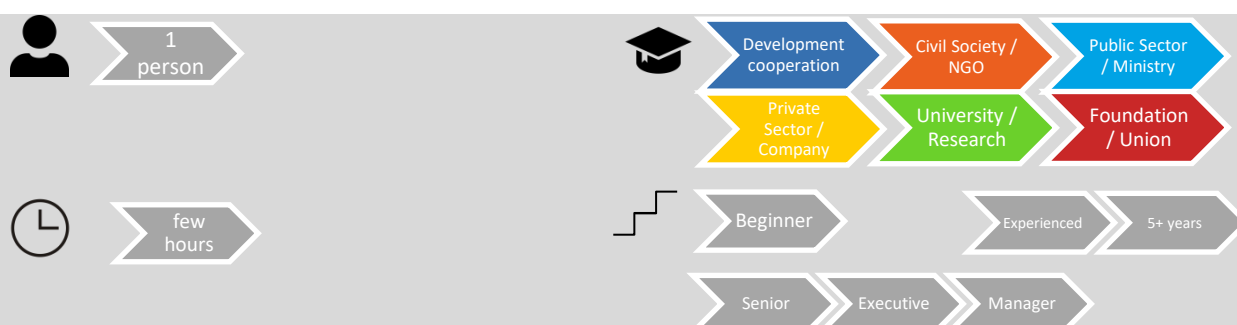 1
person
Development
cooperation
Civil Society /
NGO
Public Sector
/ Ministry
Private
Sector /
Company
University /
Research
Foundation
/ Union
few
hours
Beginner
Experienced
5+ years
Senior
Executive
Manager